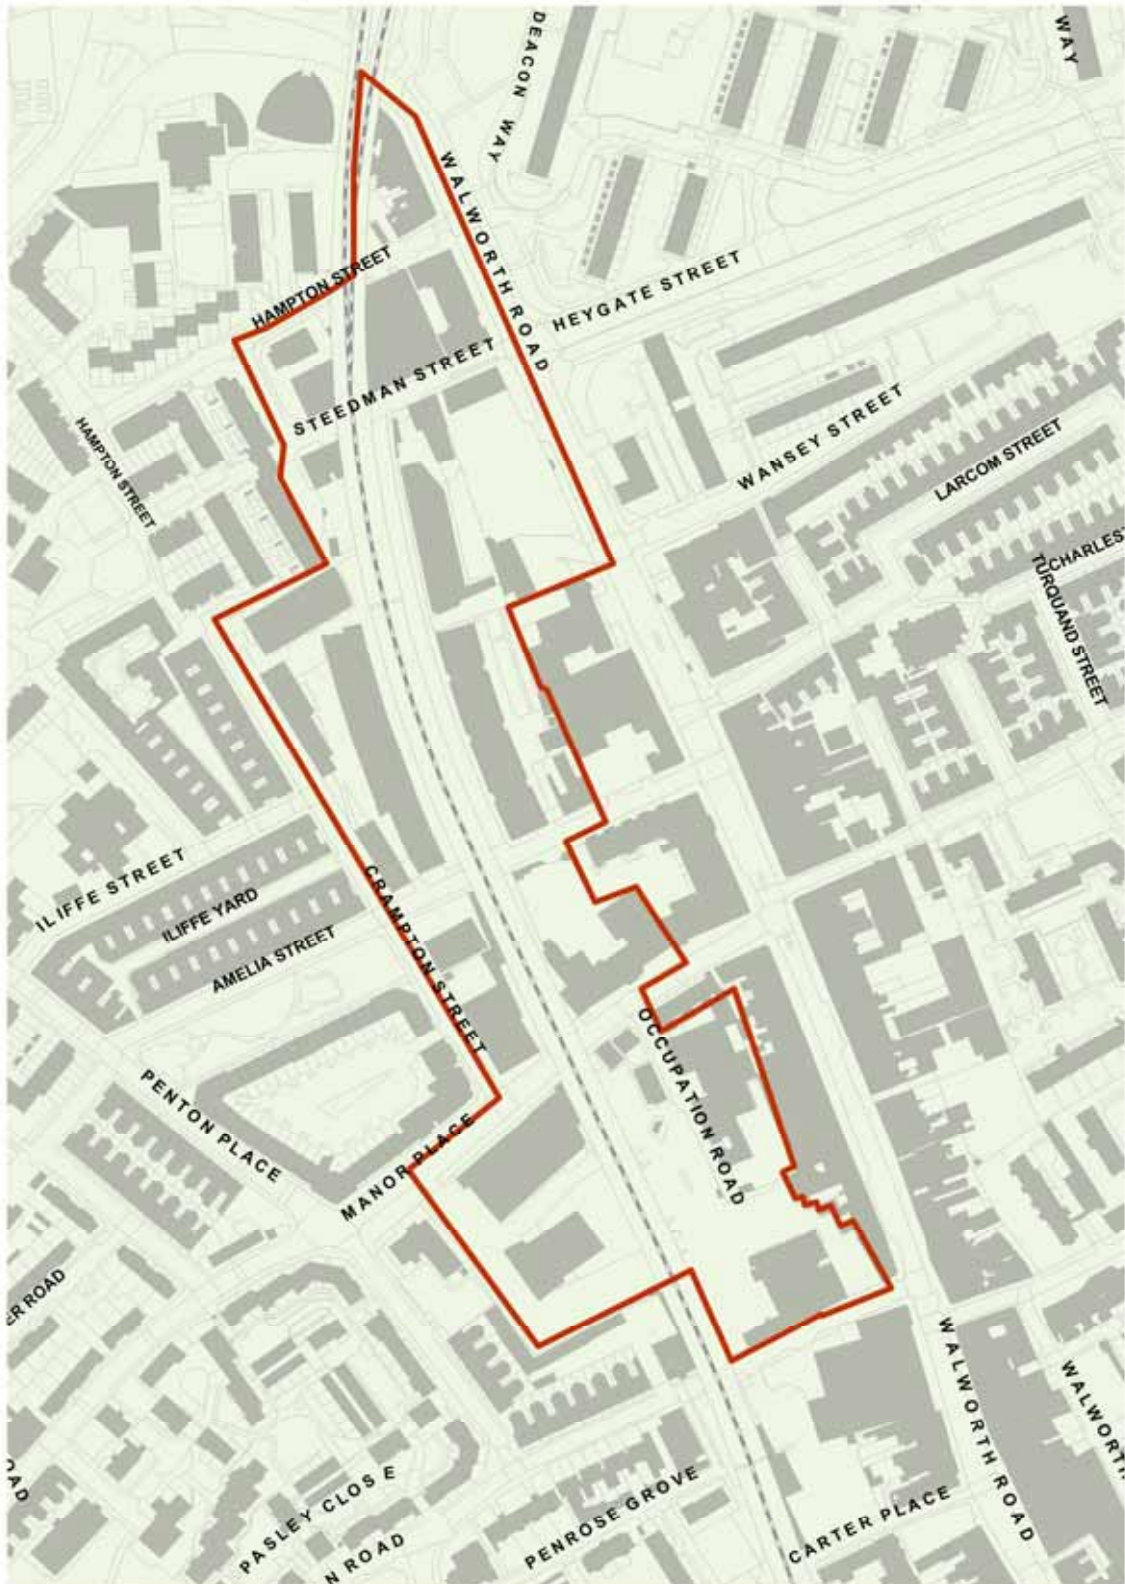 DEACON WAY
WAY
WALWORTH ROAD
HAMPTON STREET
HEYGATE STREET
STEEDMAN STREET
WANSEY STREET
HAMPTON STREET
LARCOM STREET
CHARLES
TURQUAND STREET
ILIFFE STREET
ILIFFE YARD
AMELIA STREET
CRAMPTON STREET
OCCUPATION ROAD
PENTON PLACE
MANOR PLACE
ER ROAD
WALWORTH ROAD
WALWORTH
OAD
PASLEY CLOSE
N ROAD
PENROSE GROVE
CARTER PLACE